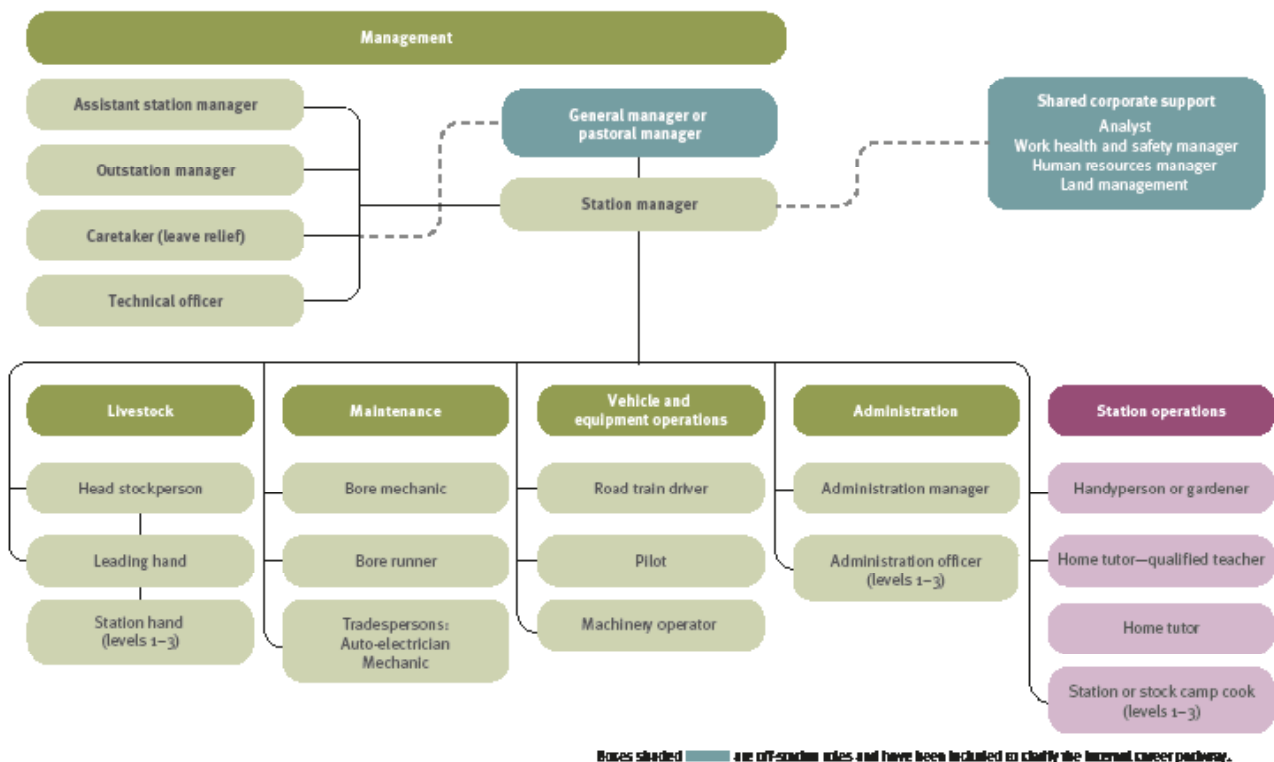 Management
Assistant station manager
Outstation manager
Caretaker (leave relief)
Technical officer
General manager or
pastoral manager
Station manager
Shared corporate support
Analyst
Work health and safety manager
Human resources manager
Land management
Livestock
Head stockperson
Leading hand
Station hand
(levels 1–3)
Maintenance
Bore mechanic
Bore runner
Tradespersons:
Auto-electrician
Mechanic
Vehicle and
equipment operations
Road train driver
Pilot
Machinery operator
Administration
Administration manager
Administration officer
(levels 1–3)
Station operations
Handyperson or gardener
Home tutor—qualified teacher
Home tutor
Station or stock camp cook
(levels 1–3)
Boxes shaded are off-station roles and have been included to clarify the internal career pathway.